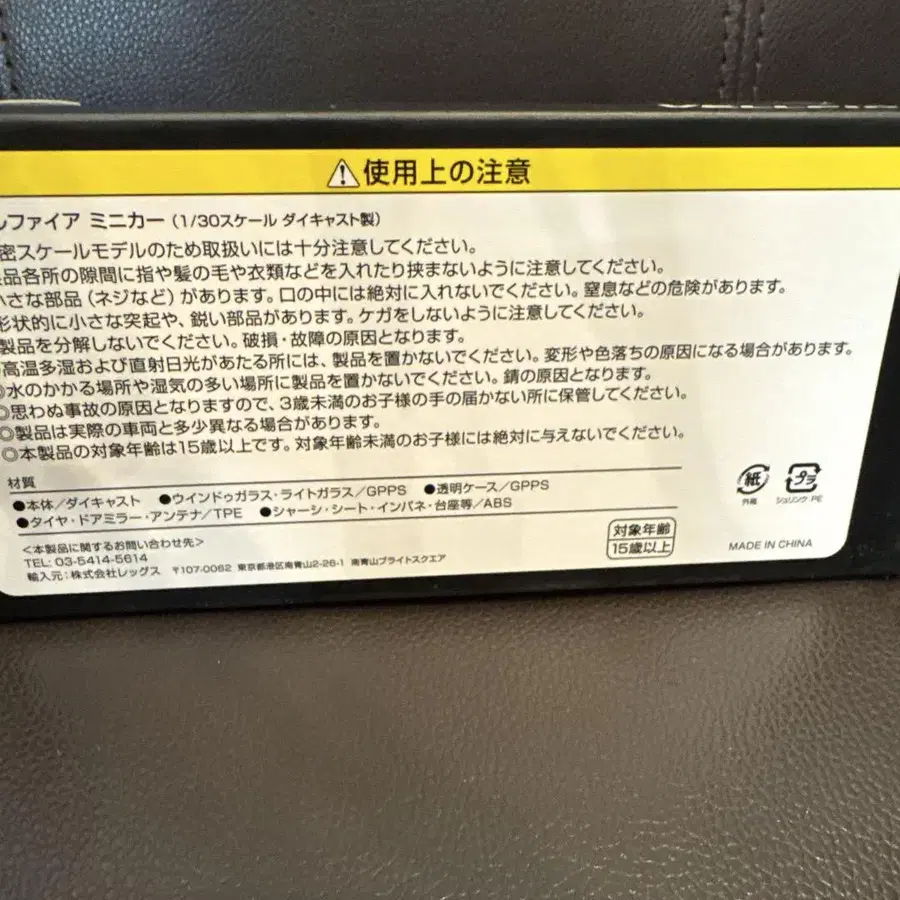 ⚠使用上の注意
ルファイア ミニカー（1/30スケール ダイキャスト製）
密スケールモデルのため取扱いには十分注意してください。
品各所の隙間に指や髪の毛や衣類などを入れたり挟まないように注意してください。
小さな部品（ネジなど）があります。口の中には絶対に入れないでください。窒息などの危険があります。
形状的に小さな突起や、鋭い部品があります。ケガをしないように注意してください。
製品を分解しないでください。破損・故障の原因となります。
高温多湿および直射日光があたる所には、製品を置かないでください。変形や色落ちの原因になる場合があります。
◎水のかかる場所や湿気の多い場所に製品を置かないでください。錆の原因となります。
◎思わぬ事故の原因となりますので、3歳未満のお子様の手の届かない所に保管してください。
◎製品は実際の車両と多少異なる場合があります。
◎本製品の対象年齢は15歳以上です。対象年齢未満のお子様には絶対に与えないでください。
材質
●本体/ダイキャスト ●ウインドゥガラス・ライトガラス/GPPS ●透明ケース/GPPS
●タイヤ・ドアミラー・アンテナ/TPE ●シャーシ・シート・インパネ・台座等/ABS
紙 プラ
外箱 シュリンク:PE
<本製品に関するお問い合わせ先>
TEL: 03-5414-5614
輸入元:株式会社レッグス 〒107-0062 東京都港区南青山2-26-1 南青山ブライトスクエア
対象年齢
15歳以上
MADE IN CHINA